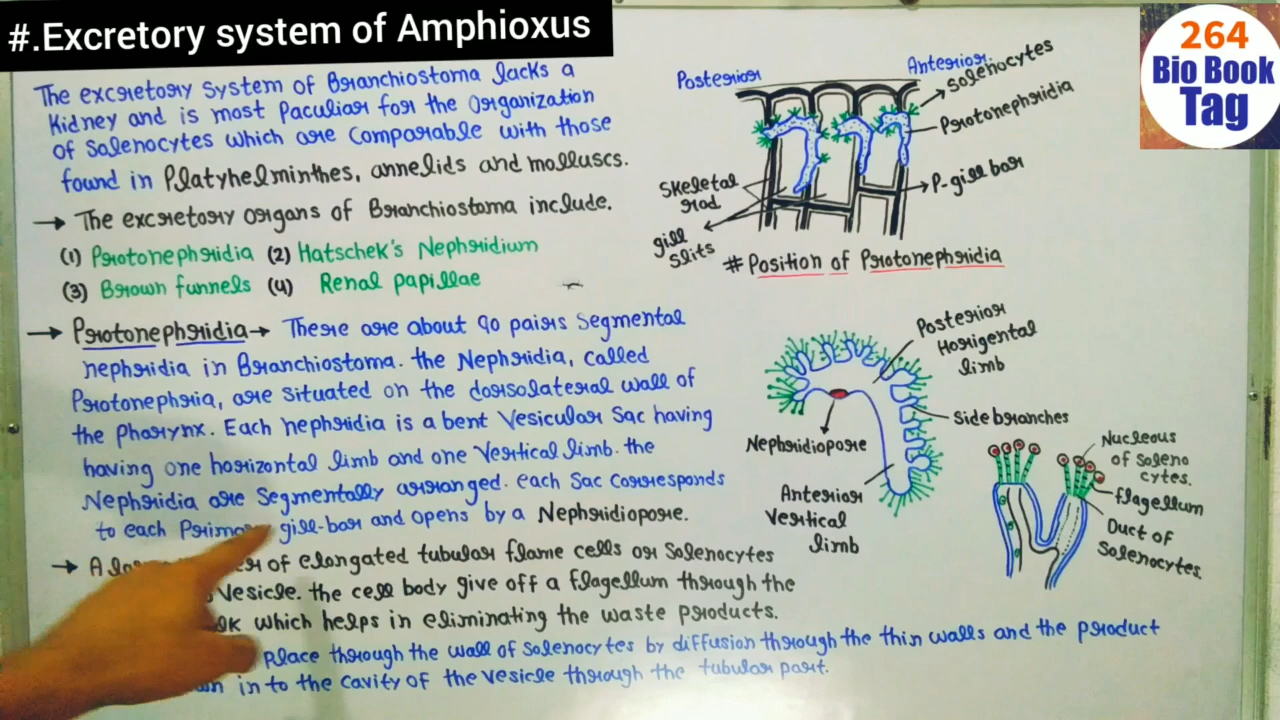 #.Excretory system of Amphioxus
264
Bio Book
Tag
The excretory System of Branchiostoma lacks a
Kidney and is most Paculiar for the Organization
of Solenocytes which are Comparable with those
found in Platyhelminthes, annelids and molluscs.
→ The excretory organs of Branchiostoma include.
(1) Protonephridia (2) Hatschek's Nephridium
(3) Brown funnels (4) Renal papillae
→ Protonephridia→ There are about 90 pairs Segmental
nephridia in Branchiostoma. the Nephridia, called
Protonephria, are situated on the dorsolateral wall of
the Pharynx. Each nephridia is a bent Vesicular Sac having
having one horizontal limb and one Vertical limb. the
Nephridia are Segmentally arranged. each Sac Corresponds
to each gill-bar and opens by a Nephridiopore.
→ A of elongated tubular flame cells or Solenocytes
Vesicle. the cell body give off a flagellum through the
which helps in eliminating the waste products.
place through the wall of Solenocytes by diffusion through the thin walls and the product
in to the cavity of the vesicle through the tubular part.
Posterior
Anterior.
Solenocytes
Protonephridia
P-gill bar
Skeletal
rod
gill
slits
# Position of Protonephridia
Posterior
Horigental
limb
Side branches
Nephridiopore
Anterior
Vertical
limb
Nucleous
of Soleno
cytes.
flagellum
Duct of
Solenocytes